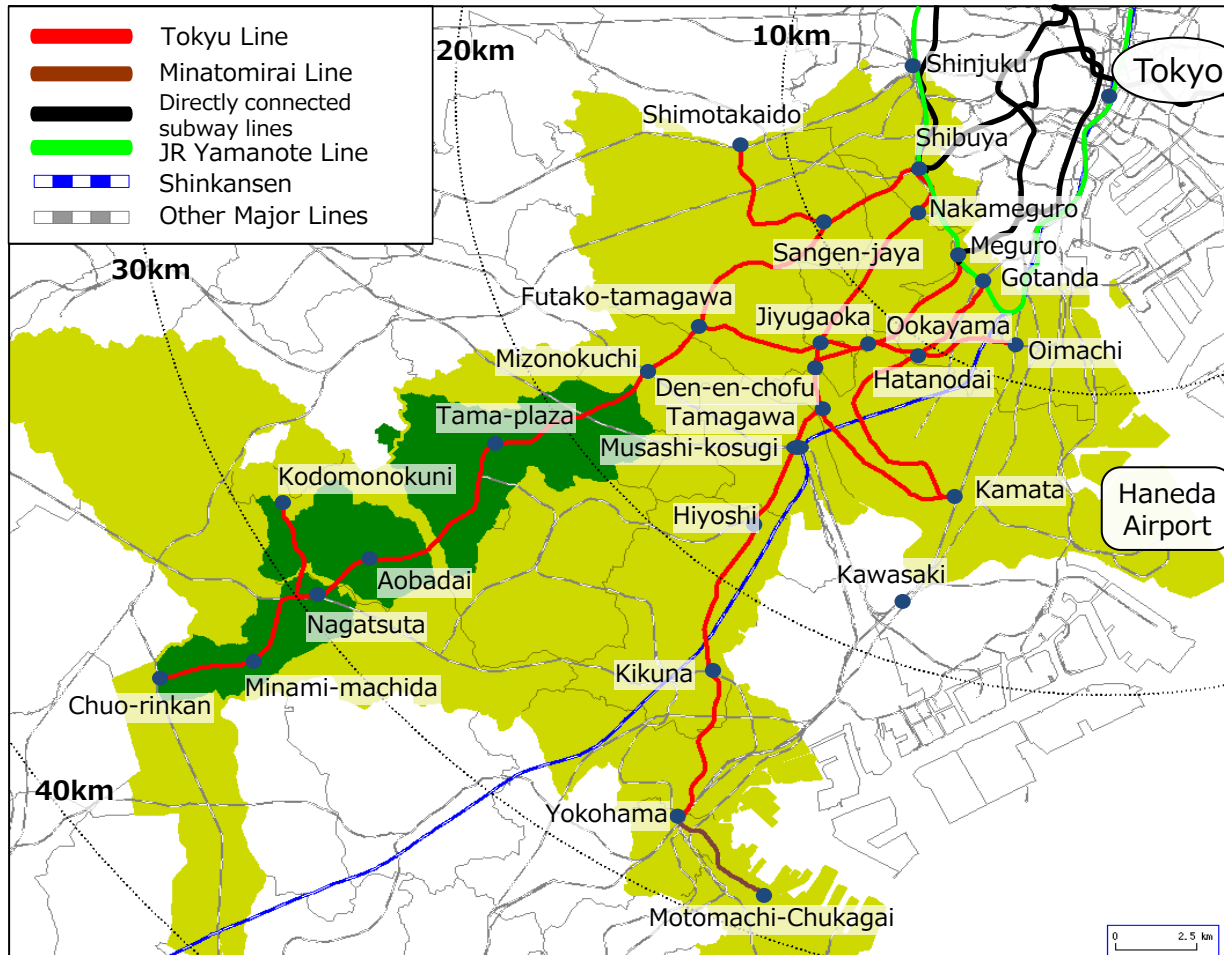 Tokyu Line
Minatomirai Line
Directly connected
subway lines
JR Yamanote Line
Shinkansen
Other Major Lines
10km
20km
30km
40km
Shinjuku
Tokyo
Shimotakaido
Shibuya
Nakameguro
Sangen-jaya
Meguro
Gotanda
Futako-tamagawa
Jiyugaoka
Ookayama
Oimachi
Mizonokuchi
Den-en-chofu
Hatanodai
Tama-plaza
Tamagawa
Musashi-kosugi
Kodomonokuni
Kamata
Haneda
Airport
Hiyoshi
Aobadai
Kawasaki
Nagatsuta
Kikuna
Minami-machida
Chuo-rinkan
Yokohama
Motomachi-Chukagai
0 2.5 km